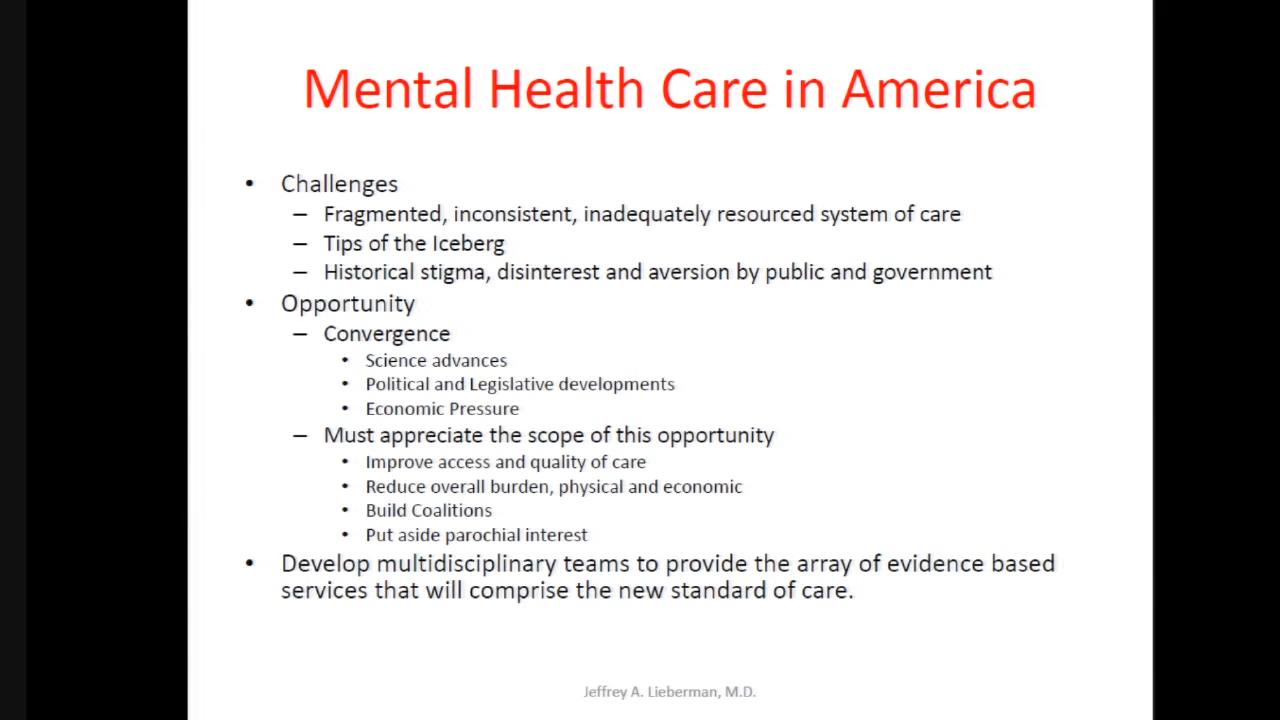 Mental Health Care in America
• Challenges
– Fragmented, inconsistent, inadequately resourced system of care
– Tips of the Iceberg
– Historical stigma, disinterest and aversion by public and government
• Opportunity
– Convergence
• Science advances
• Political and Legislative developments
• Economic Pressure
– Must appreciate the scope of this opportunity
• Improve access and quality of care
• Reduce overall burden, physical and economic
• Build Coalitions
• Put aside parochial interest
• Develop multidisciplinary teams to provide the array of evidence based
services that will comprise the new standard of care.
Jeffrey A. Lieberman, M.D.